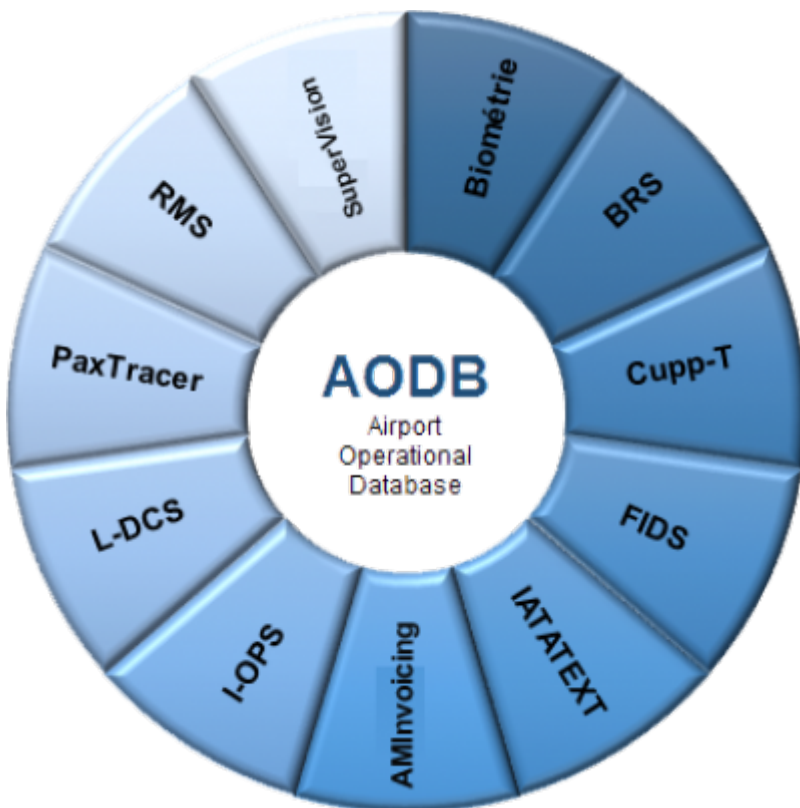 AODB
Airport
Operational
Database
Biométrie
BRS
Cupp-T
FIDS
IATATEXT
AMInvoicing
I-OPS
L-DCS
PaxTracer
RMS
SuperVision